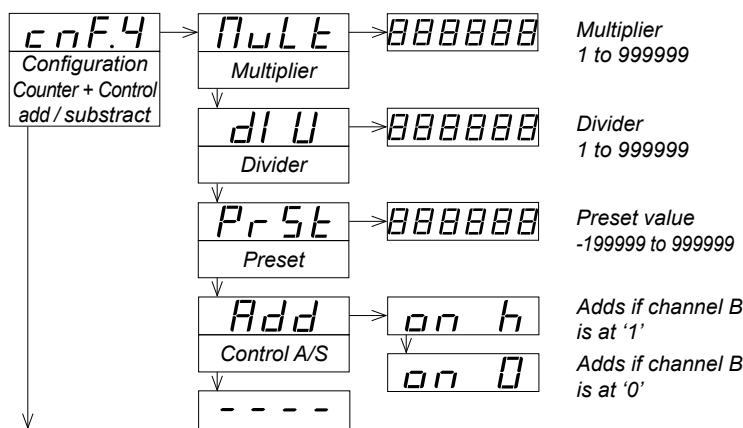 cnF.4
Configuration
Counter + Control
add / substract
MuLt
Multiplier
888888
Multiplier
1 to 999999
dIU
Divider
888888
Divider
1 to 999999
PrSt
Preset
888888
Preset value
-199999 to 999999
Add
Control A/S
on h
Adds if channel B
is at ‘1’
on 0
Adds if channel B
is at ‘0’
- - - -